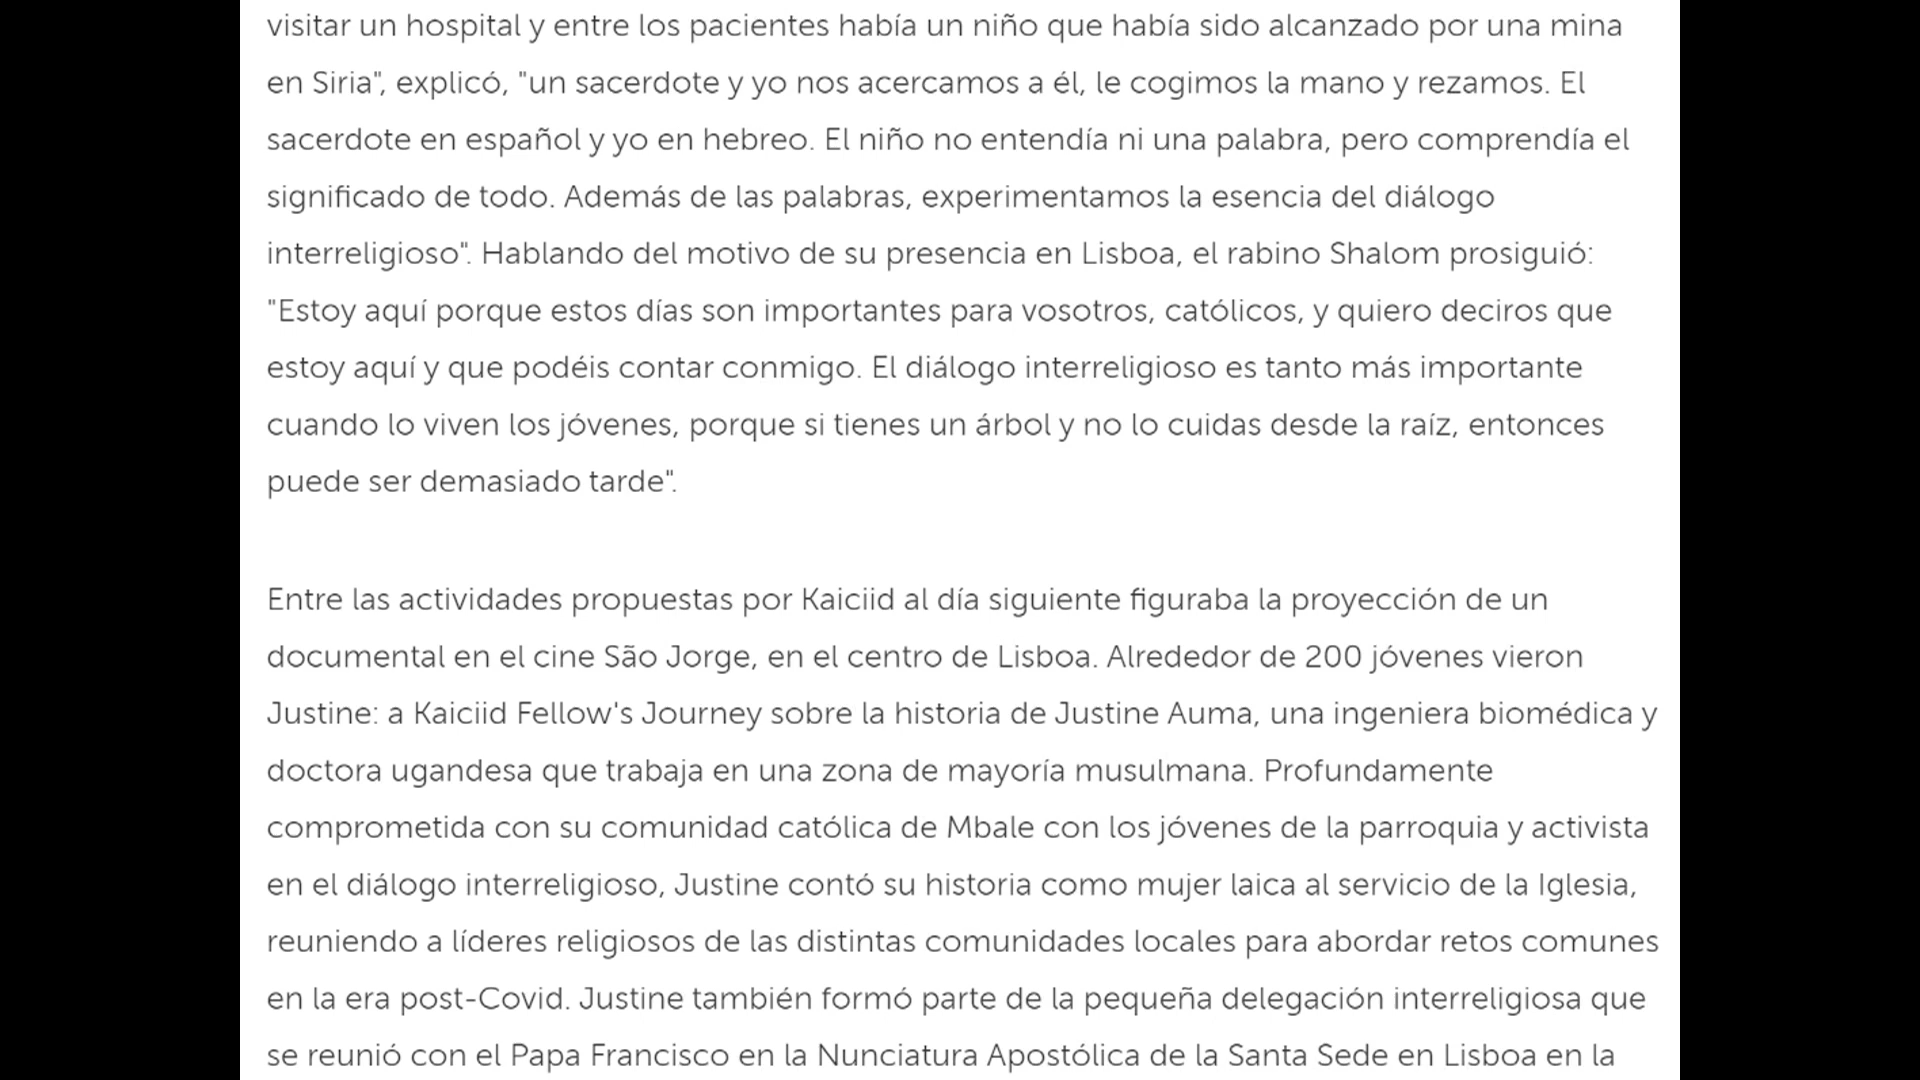 visitar un hospital y entre los pacientes había un niño que había sido alcanzado por una mina
en Siria", explicó, "un sacerdote y yo nos acercamos a él, le cogimos la mano y rezamos. El
sacerdote en español y yo en hebreo. El niño no entendía ni una palabra, pero comprendía el
significado de todo. Además de las palabras, experimentamos la esencia del diálogo
interreligioso". Hablando del motivo de su presencia en Lisboa, el rabino Shalom prosiguió:
"Estoy aquí porque estos días son importantes para vosotros, católicos, y quiero deciros que
estoy aquí y que podéis contar conmigo. El diálogo interreligioso es tanto más importante
cuando lo viven los jóvenes, porque si tienes un árbol y no lo cuidas desde la raíz, entonces
puede ser demasiado tarde".
Entre las actividades propuestas por Kaiciid al día siguiente figuraba la proyección de un
documental en el cine São Jorge, en el centro de Lisboa. Alrededor de 200 jóvenes vieron
Justine: a Kaiciid Fellow's Journey sobre la historia de Justine Auma, una ingeniera biomédica y
doctora ugandesa que trabaja en una zona de mayoría musulmana. Profundamente
comprometida con su comunidad católica de Mbale con los jóvenes de la parroquia y activista
en el diálogo interreligioso, Justine contó su historia como mujer laica al servicio de la Iglesia,
reuniendo a líderes religiosos de las distintas comunidades locales para abordar retos comunes
en la era post-Covid. Justine también formó parte de la pequeña delegación interreligiosa que
se reunió con el Papa Francisco en la Nunciatura Apostólica de la Santa Sede en Lisboa en la